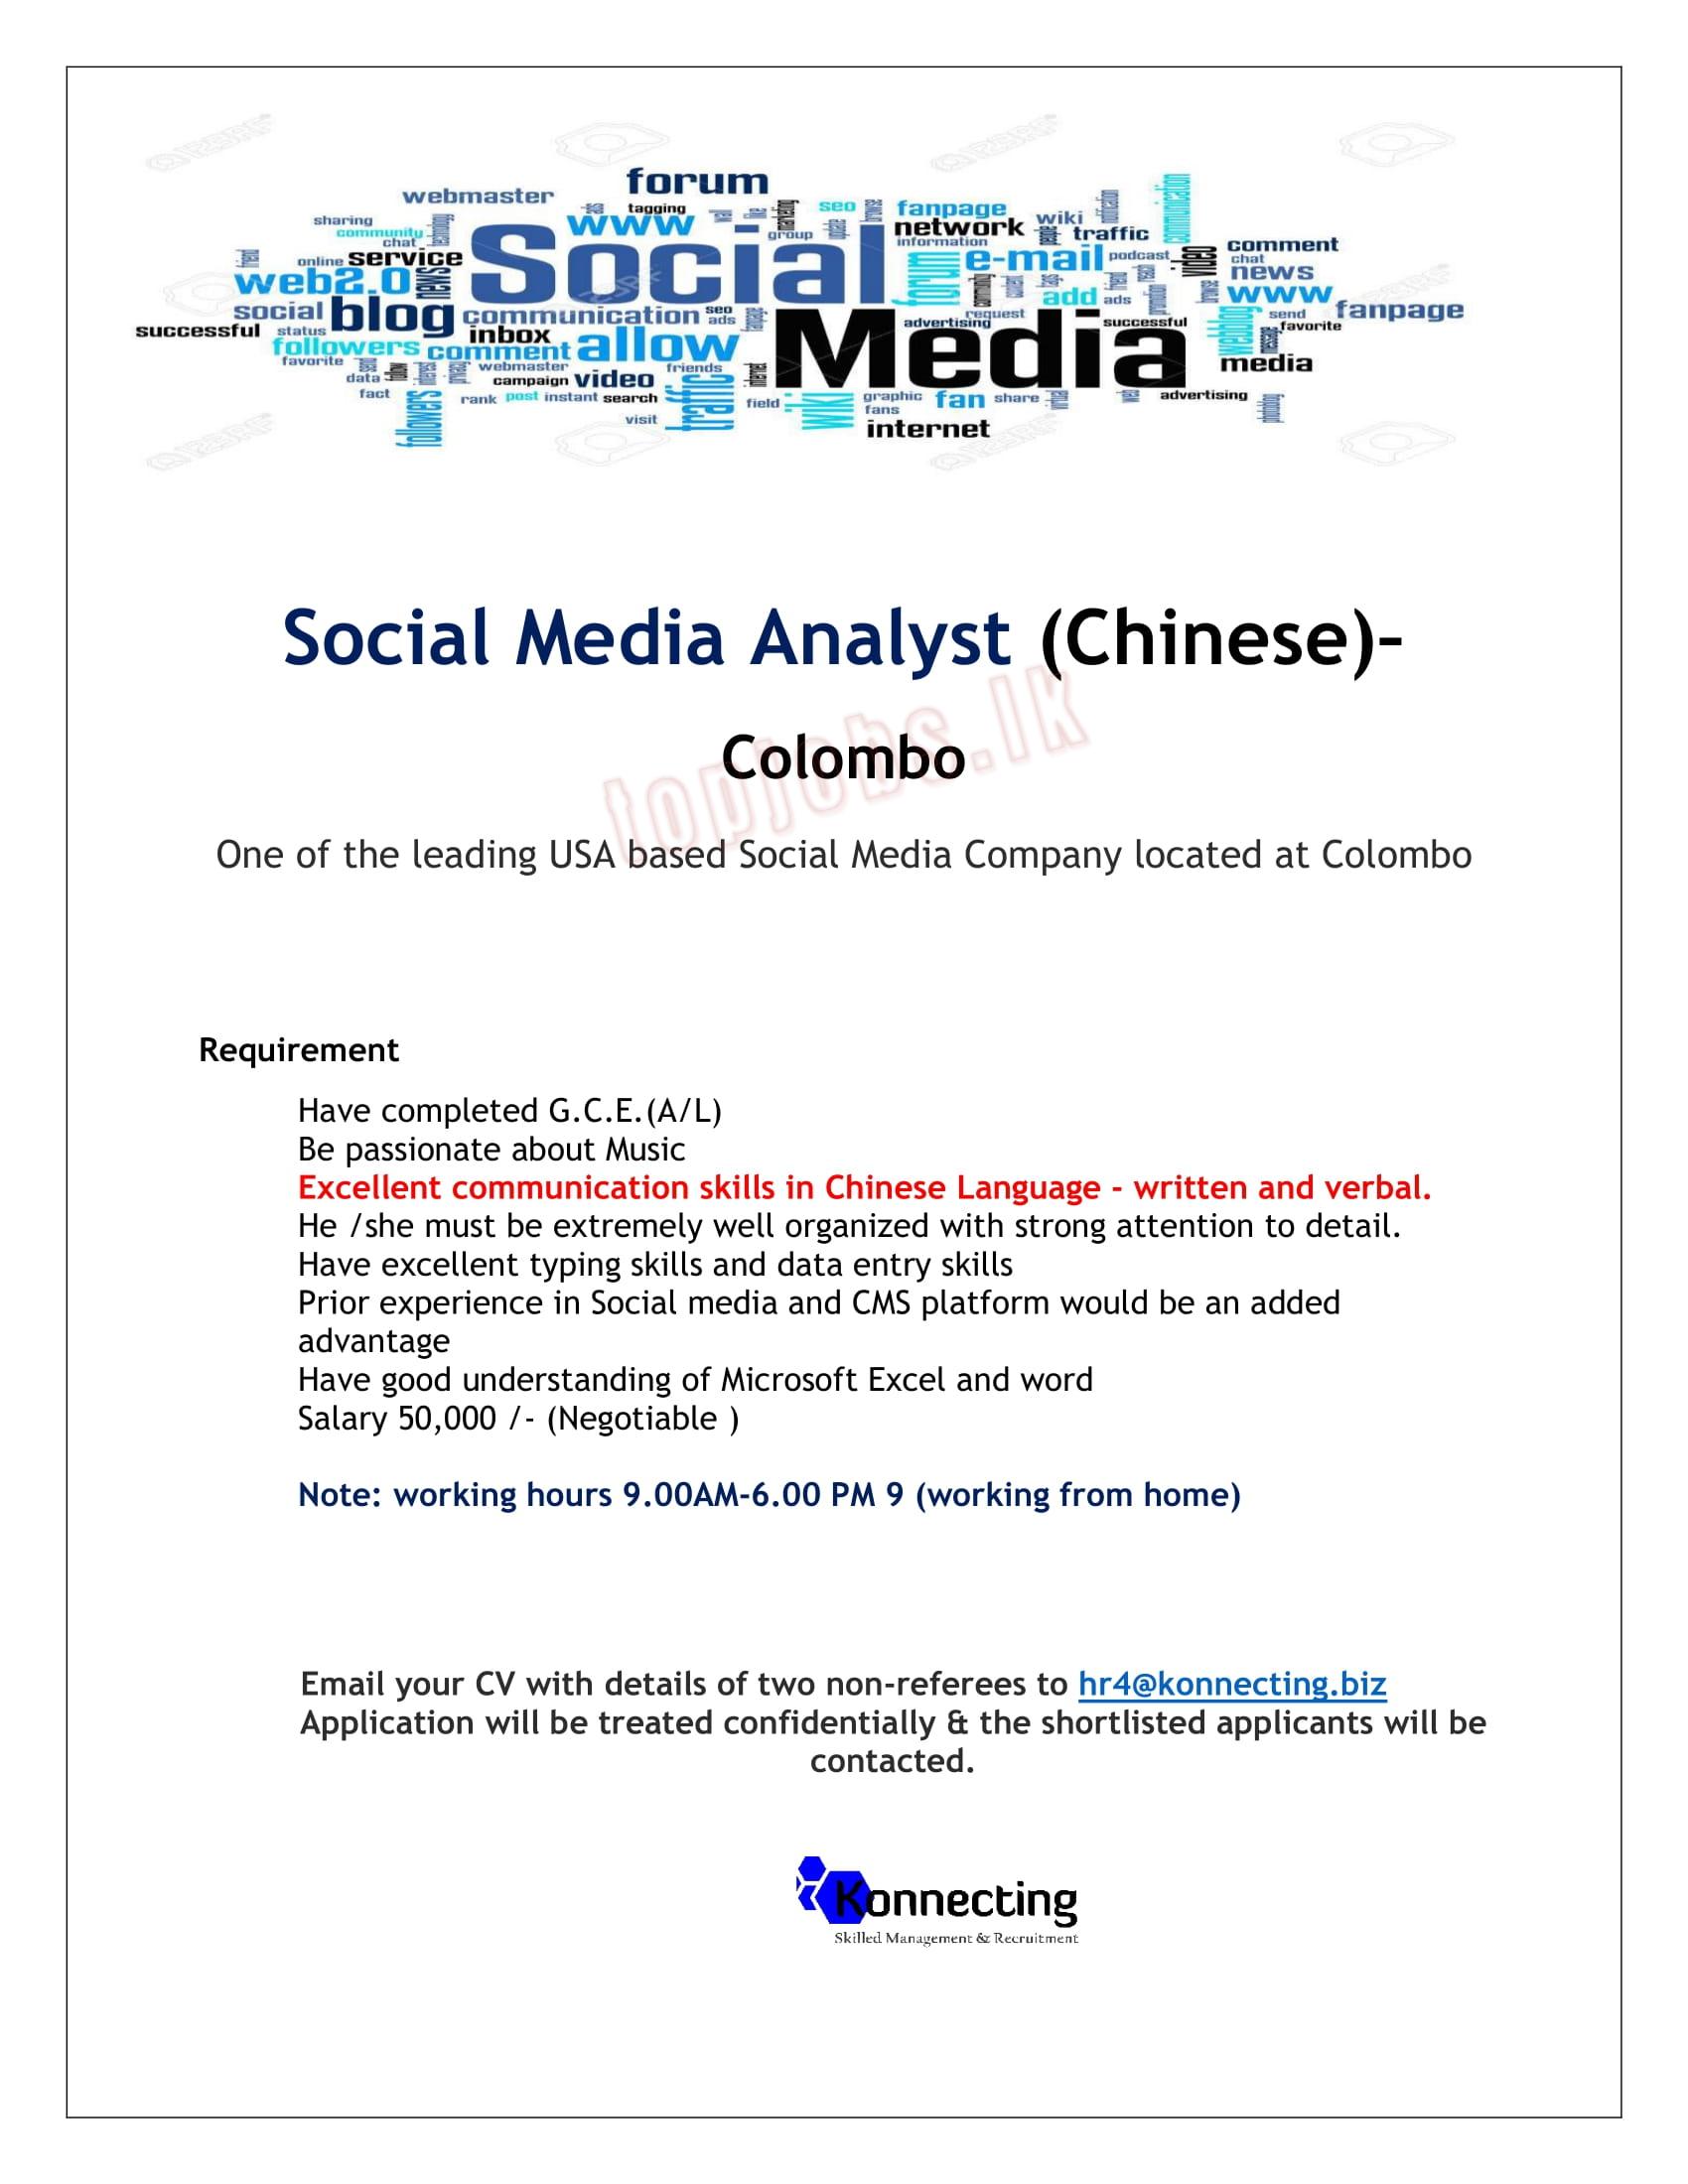 forum
webmaster
tagging
seo
fanpage
sharing
www
network
wiki
traffic
community
group
information
chat
Social
comment
online service
e-mail
podcast
chat
web2.0
news
forum
video
news
add
ads
www
social
blog
communication
seo
ads
request
send
fanpage
successful
status
inbox
Media
advertising
successful
favorite
followers
comment
allow
favorite
webmaster
friends
media
data
campaign
video
fact
rank
post
instant
search
traffic
field
wiki
graphic
fan
share
advertising
followers
visit
fans
internet
Social Media Analyst (Chinese)-
Colombo
topjobs.lk
One of the leading USA based Social Media Company located at Colombo
Requirement
Have completed G.C.E.(A/L)
Be passionate about Music
Excellent communication skills in Chinese Language - written and verbal.
He /she must be extremely well organized with strong attention to detail.
Have excellent typing skills and data entry skills
Prior experience in Social media and CMS platform would be an added
advantage
Have good understanding of Microsoft Excel and word
Salary 50,000 /- (Negotiable )
Note: working hours 9.00AM-6.00 PM 9 (working from home)
Email your CV with details of two non-referees to hr4@konnecting.biz
Application will be treated confidentially & the shortlisted applicants will be
contacted.
Konnecting
Skilled Management & Recruitment